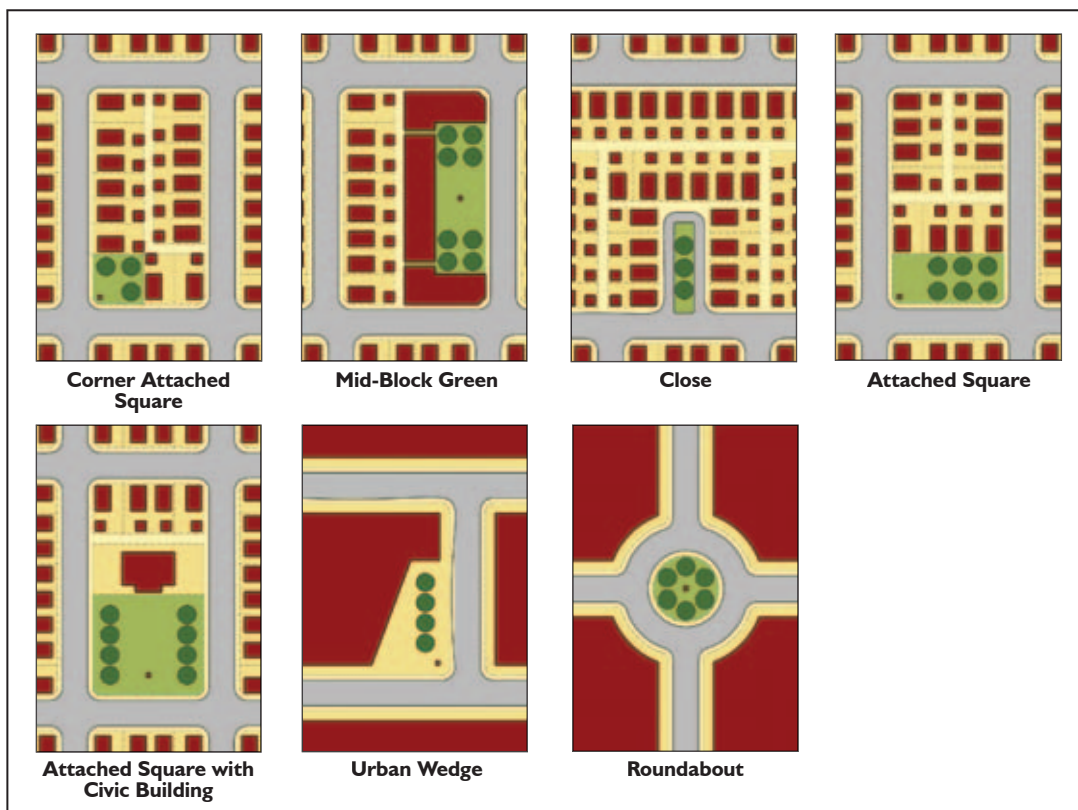 Corner Attached
Square
Mid-Block Green
Close
Attached Square
Attached Square with
Civic Building
Urban Wedge
Roundabout